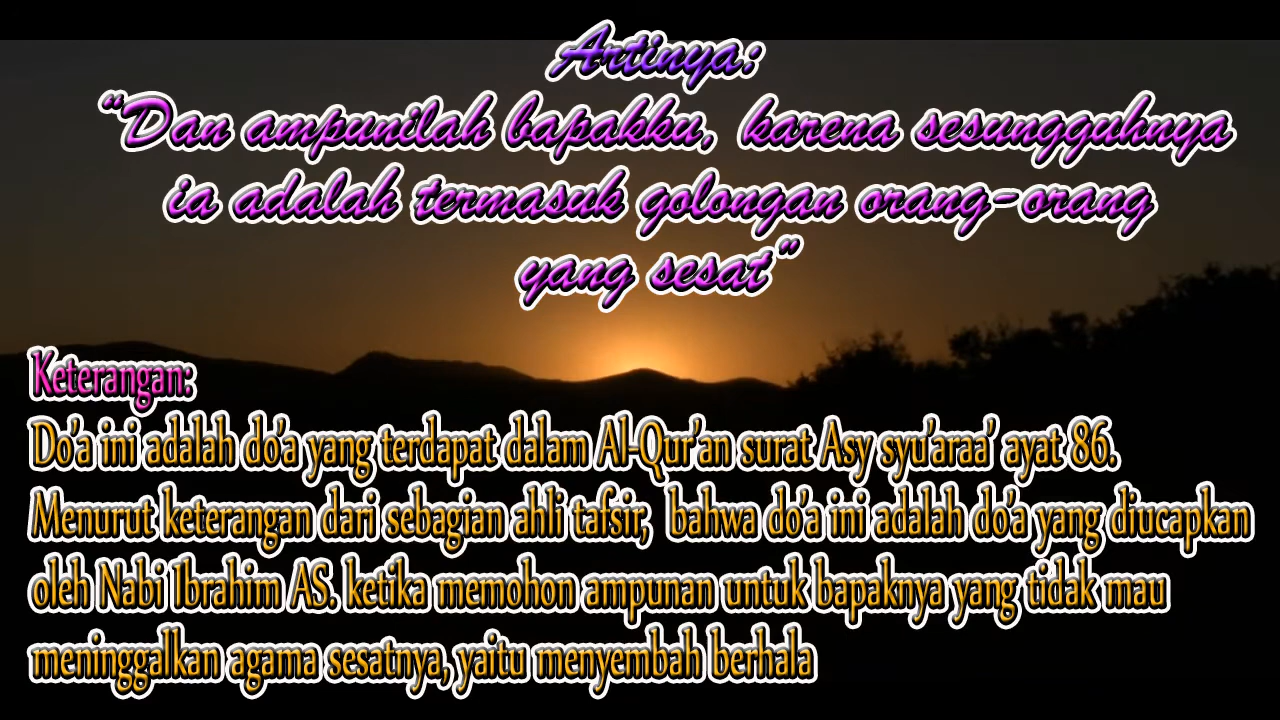 Artinya:
“Dan ampunilah bapakku, karena sesungguhnya
ia adalah termasuk golongan orang-orang
yang sesat”
Keterangan:
Do'a ini adalah do'a yang terdapat dalam Al-Qur'an surat Asy syu'araa' ayat 86.
Menurut keterangan dari sebagian ahli tafsir, bahwa do'a ini adalah do'a yang diucapkan
oleh Nabi Ibrahim AS. ketika memohon ampunan untuk bapaknya yang tidak mau
meninggalkan agama sesatnya, yaitu menyembah berhala